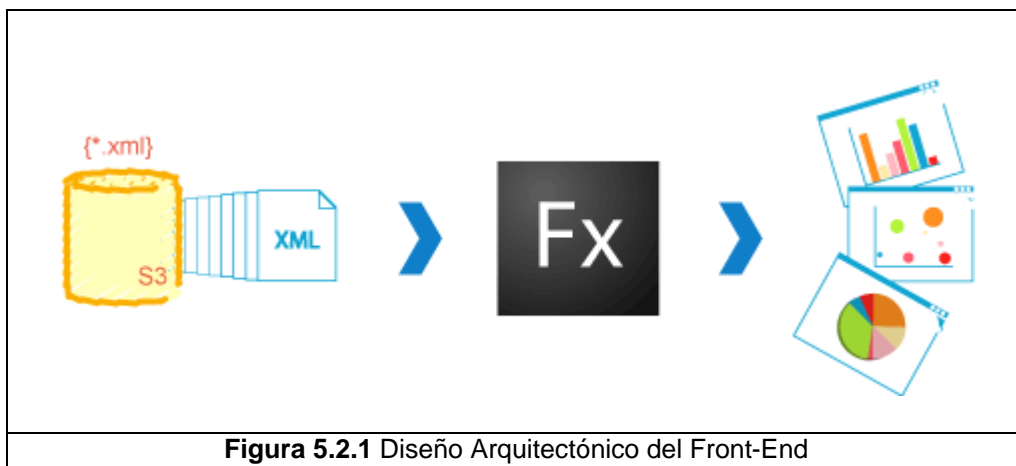 {*.xml}
S3
XML
Fx
Figura 5.2.1 Diseño Arquitectónico del Front-End